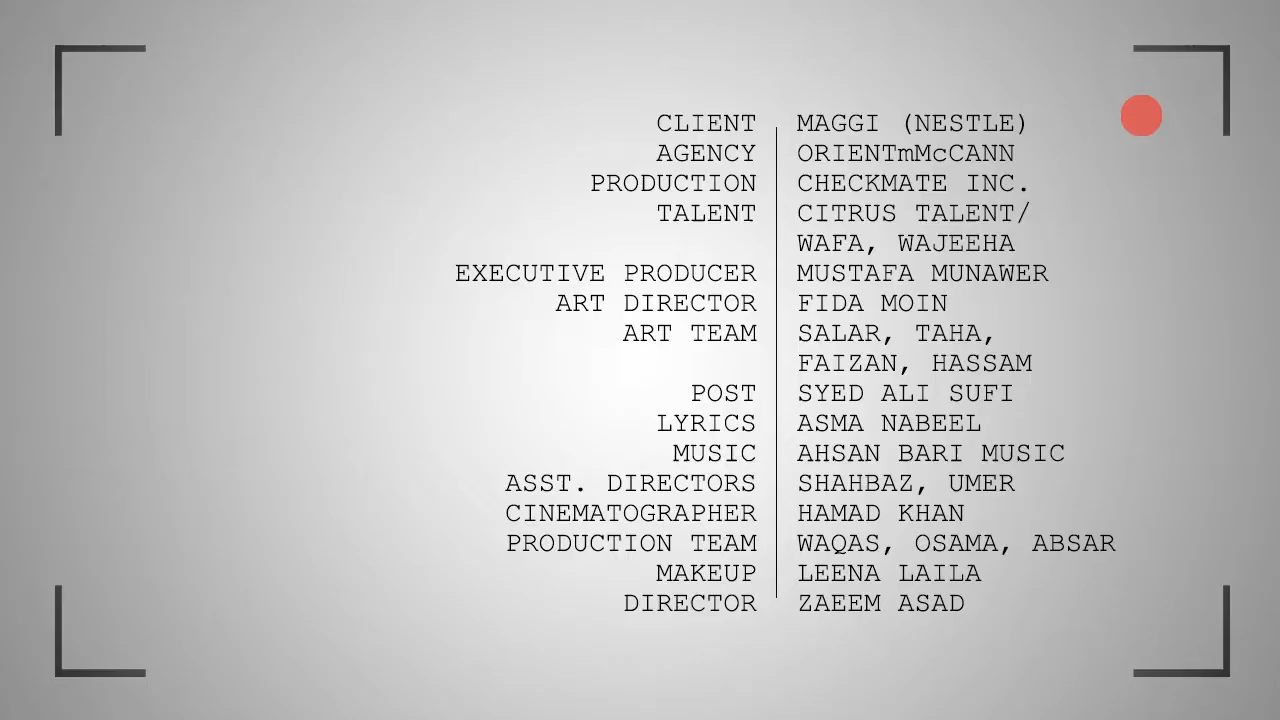 CLIENT MAGGI (NESTLE)
AGENCY ORIENTmMcCANN
PRODUCTION CHECKMATE INC.
TALENT CITRUS TALENT/
WAFA, WAJEEHA
EXECUTIVE PRODUCER MUSTAFA MUNAWER
ART DIRECTOR FIDA MOIN
ART TEAM SALAR, TAHA,
FAIZAN, HASSAM
POST SYED ALI SUFI
LYRICS ASMA NABEEL
MUSIC AHSAN BARI MUSIC
ASST. DIRECTORS SHAHBAZ, UMER
CINEMATOGRAPHER HAMAD KHAN
PRODUCTION TEAM WAQAS, OSAMA, ABSAR
MAKEUP LEENA LAILA
DIRECTOR ZAEEM ASAD